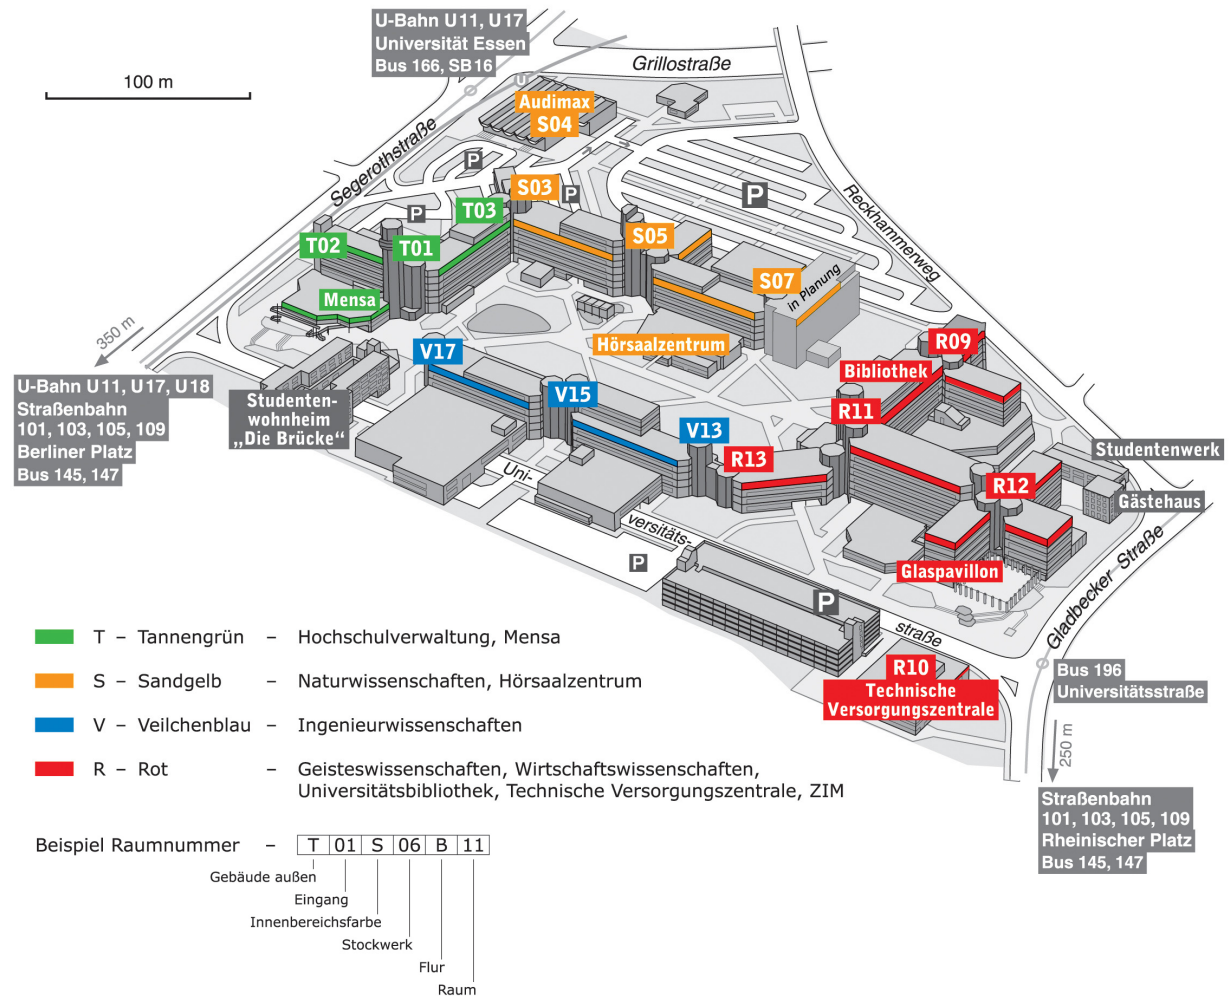 U-Bahn U11, U17
Universität Essen
Bus 166, SB16
Grillostraße
100 m
U
Audimax
S04
Segerothstraße
P
S03
P
P
P
Reckhammerweg
T03
T02
T01
S05
S07
in Planung
Mensa
350 m
Hörsaalzentrum
R09
V17
Bibliothek
U-Bahn U11, U17, U18
Straßenbahn
101, 103, 105, 109
Berliner Platz
Bus 145, 147
Studenten-
wohnheim
„Die Brücke“
V15
R11
V13
R13
Studentenwerk
Uni-
R12
Gästehaus
versitäts-
P
Glaspavillon
Gladbecker Straße
P
straße
R10
Technische
Versorgungszentrale
Bus 196
Universitätsstraße
250 m
Straßenbahn
101, 103, 105, 109
Rheinischer Platz
Bus 145, 147
T – Tannengrün – Hochschulverwaltung, Mensa
S – Sandgelb – Naturwissenschaften, Hörsaalzentrum
V – Veilchenblau – Ingenieurwissenschaften
R – Rot – Geisteswissenschaften, Wirtschaftswissenschaften,
Universitätsbibliothek, Technische Versorgungszentrale, ZIM
Beispiel Raumnummer – T 01 S 06 B 11
Gebäude außen
Eingang
Innenbereichsfarbe
Stockwerk
Flur
Raum